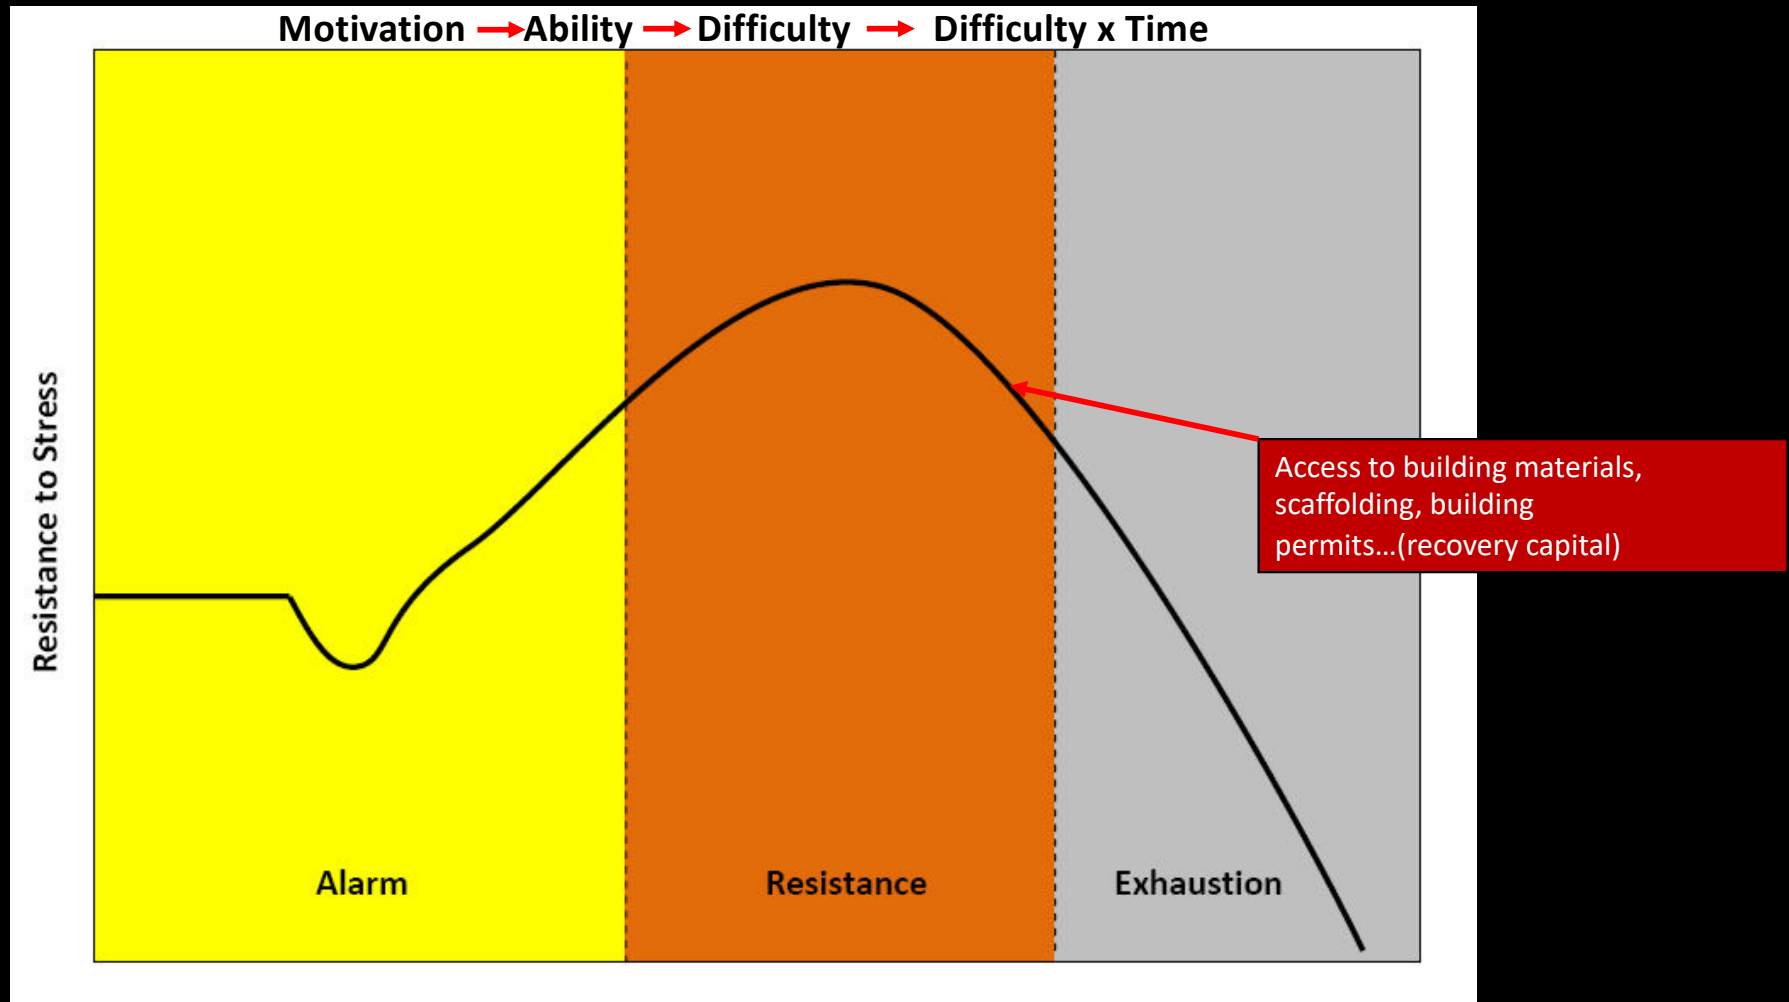 Motivation → Ability → Difficulty → Difficulty x Time
Resistance to Stress
Access to building materials,
scaffolding, building
permits...(recovery capital)
Alarm
Resistance
Exhaustion